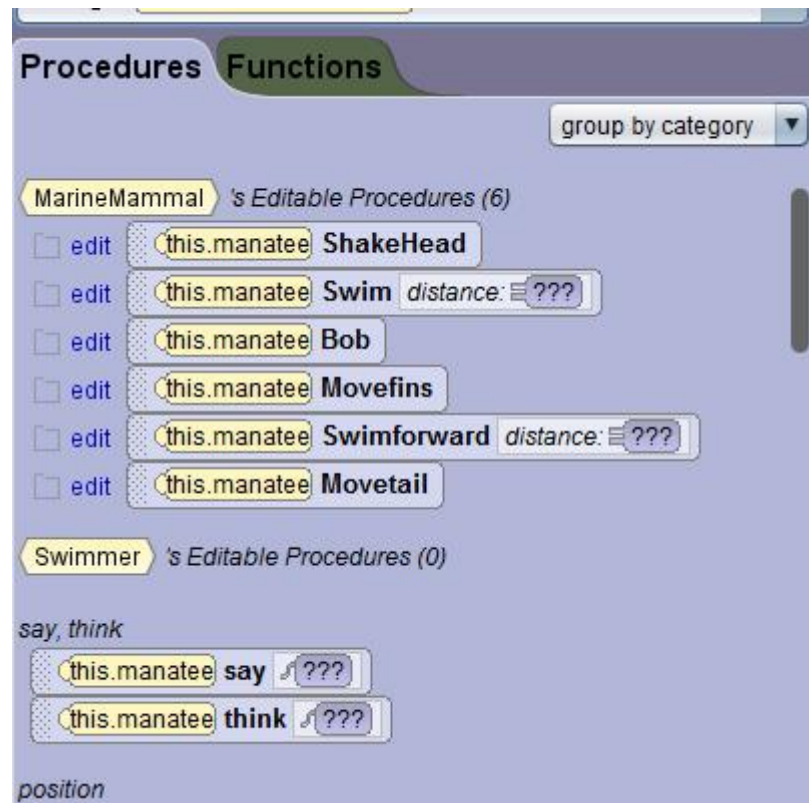 Procedures Functions
group by category
MarineMammal 's Editable Procedures (6)
edit this.manatee ShakeHead
edit this.manatee Swim distance: ???
edit this.manatee Bob
edit this.manatee Movefins
edit this.manatee Swimforward distance: ???
edit this.manatee Movetail
Swimmer 's Editable Procedures (0)
say, think
this.manatee say ???
this.manatee think ???
position